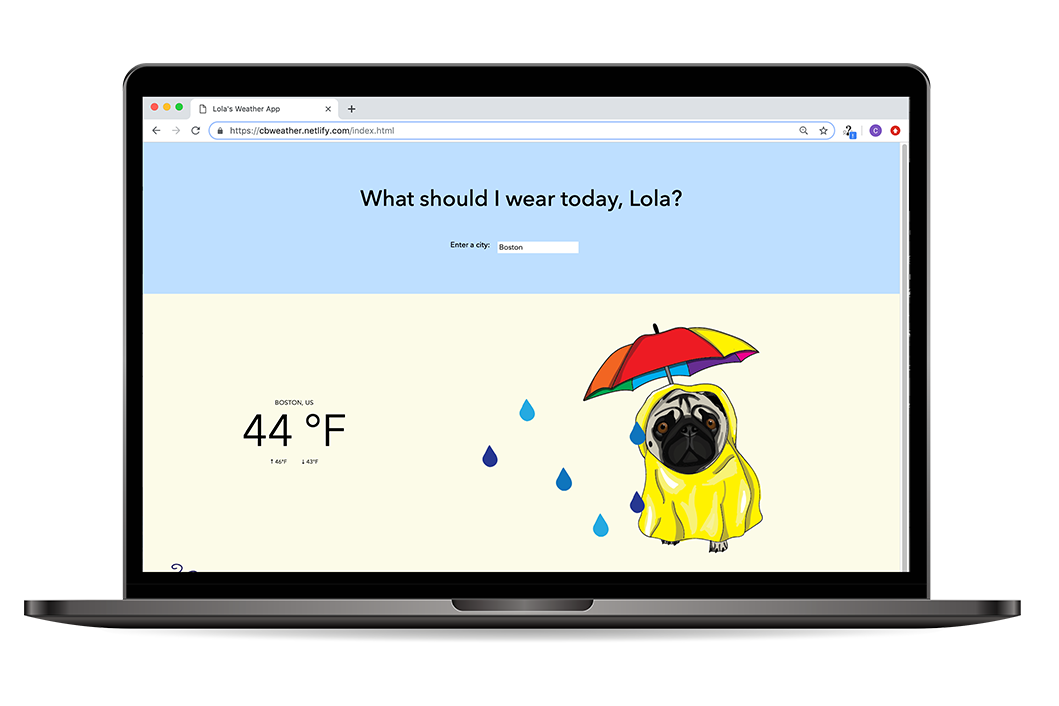 Lola's Weather App
https://cbweather.netlify.com/index.html
C
What should I wear today, Lola?
Enter a city: Boston
BOSTON, US
44 °F
↑ 46°F ↓ 43°F